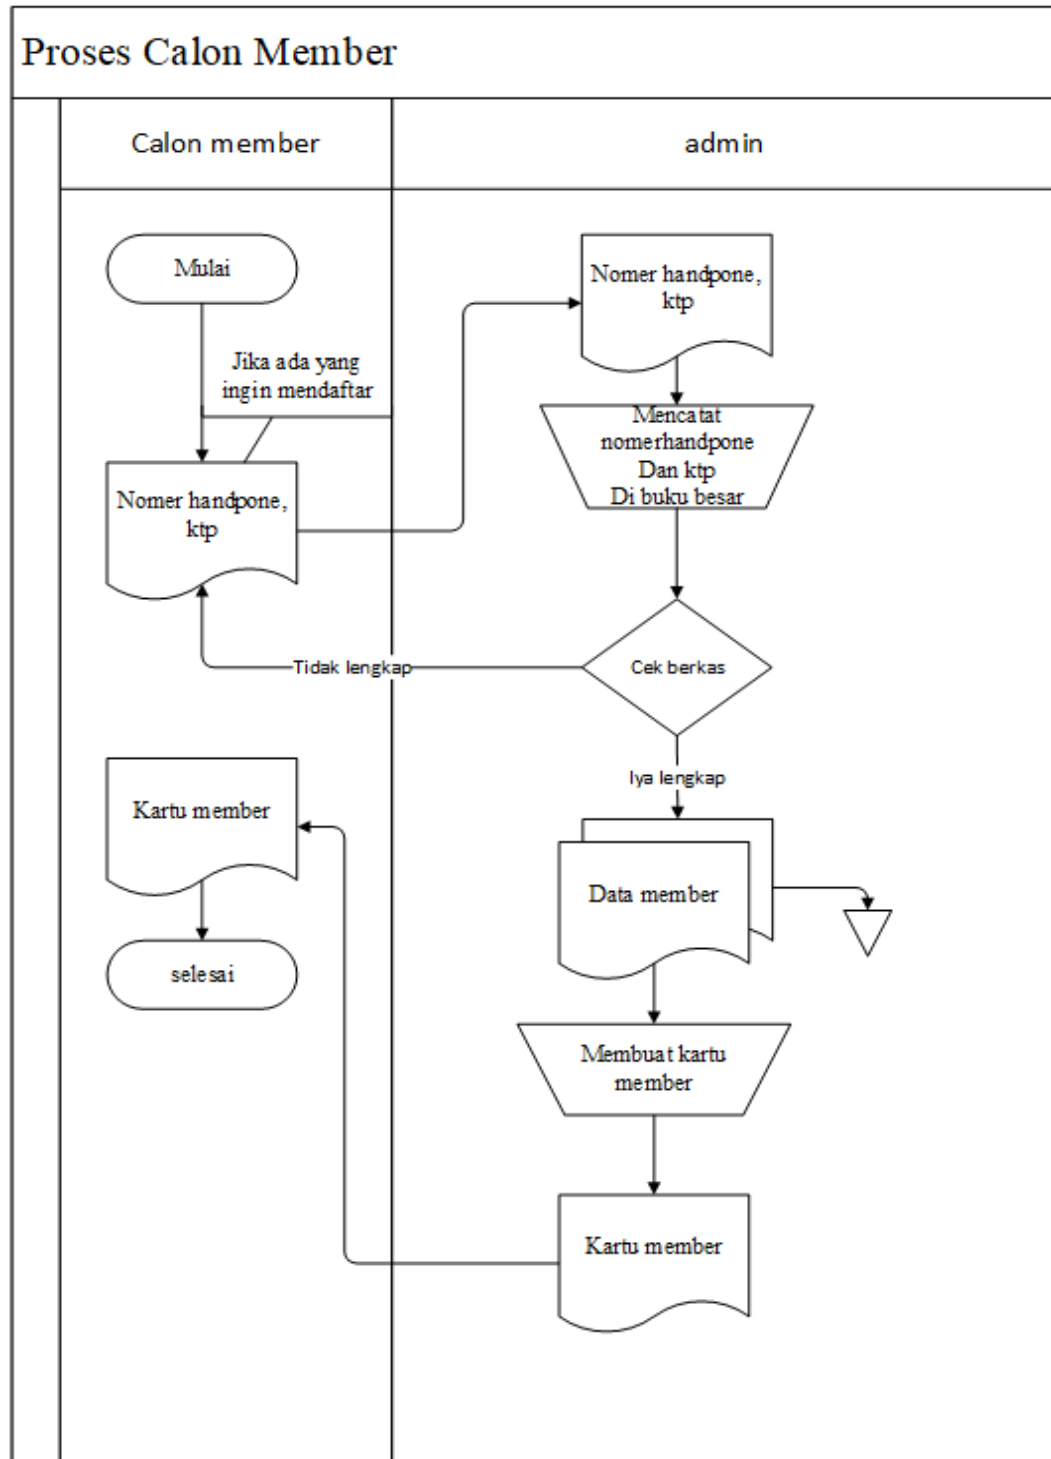 Proses Calon Member
Calon member
admin
Mulai
Jika ada yang
ingin mendaftar
Nomer handpone,
ktp
Nomer handpone,
ktp
Mencatat
nomerhandpone
Dan ktp
Di buku besar
Cek berkas
Tidak lengkap
Iya lengkap
Data member
Membuat kartu
member
Kartu member
Kartu member
selesai